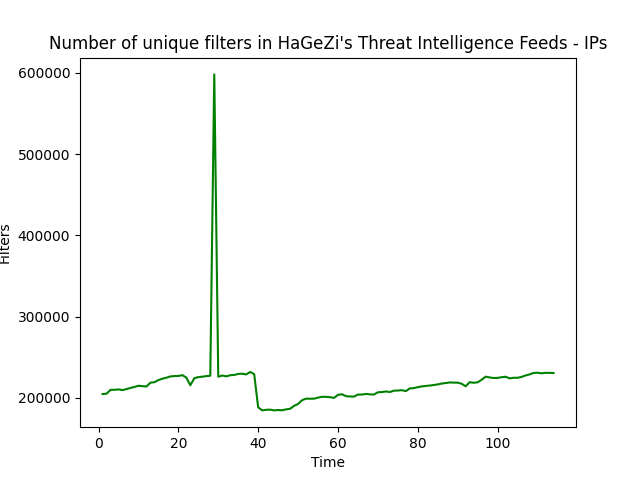 Number of unique filters in HaGeZi's Threat Intelligence Feeds - IPs
600000
500000
400000
300000
200000
Filters
0 20 40 60 80 100
Time